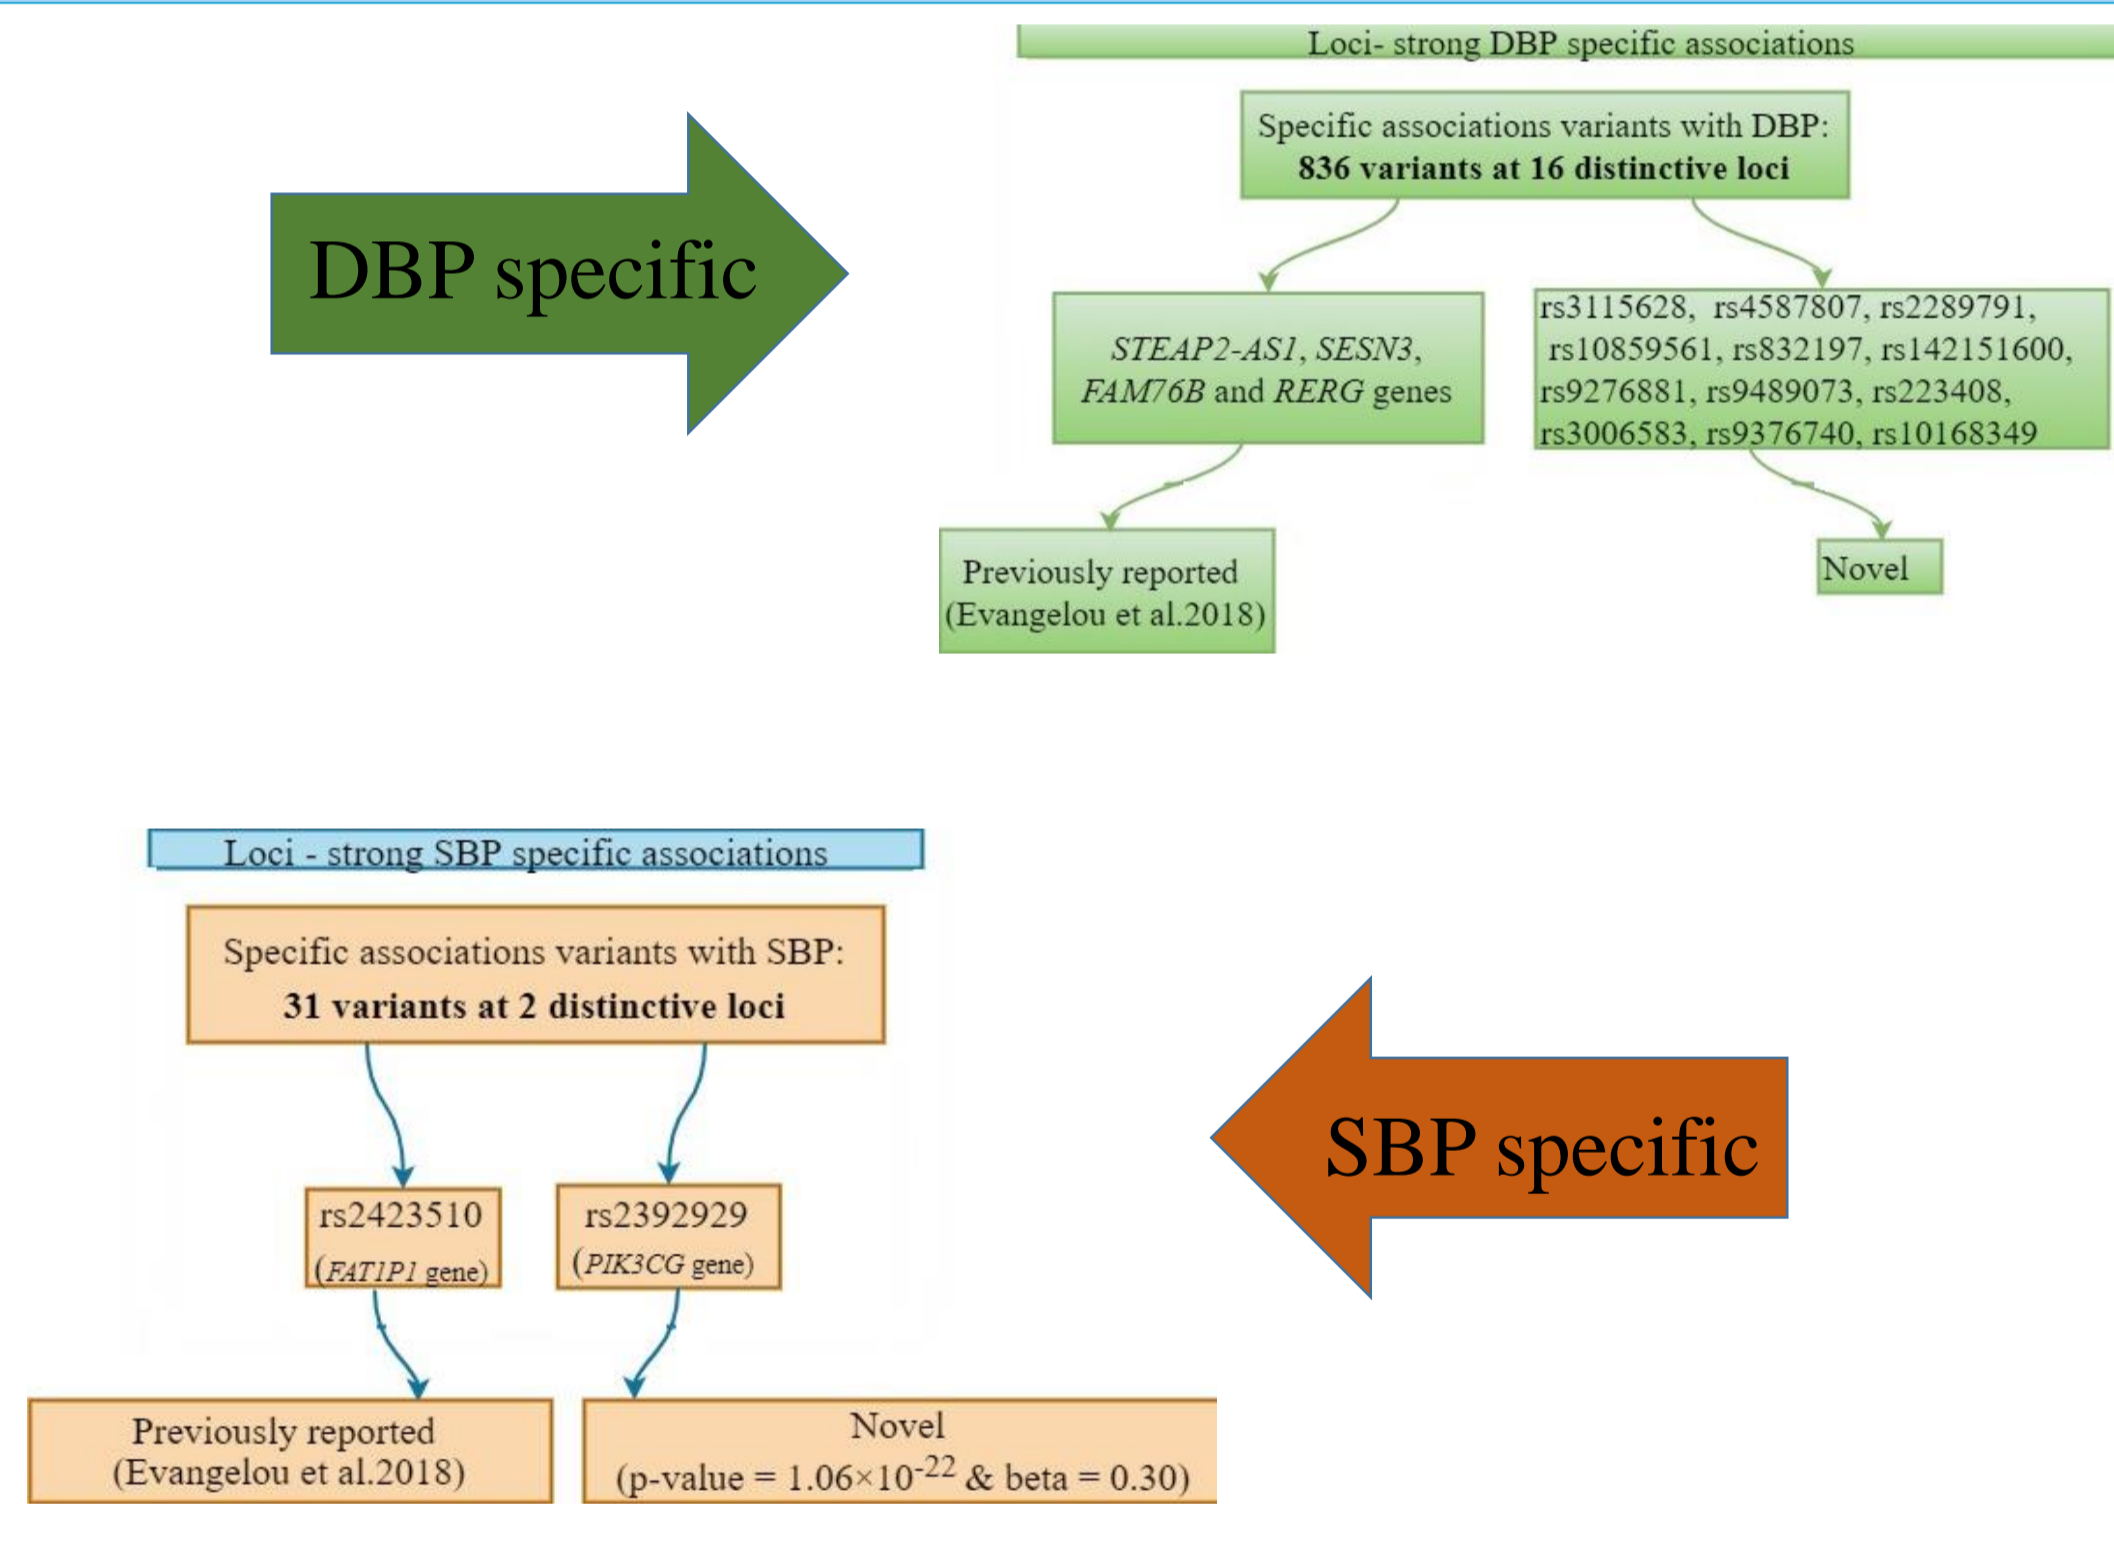 Loci- strong DBP specific associations
Specific associations variants with DBP:
836 variants at 16 distinctive loci
DBP specific
STEAP2-AS1, SESN3,
FAM76B and RERG genes
rs3115628, rs4587807, rs2289791,
rs10859561, rs832197, rs142151600,
rs9276881, rs9489073, rs223408,
rs3006583, rs9376740, rs10168349
Previously reported
(Evangelou et al.2018)
Novel
Loci - strong SBP specific associations
Specific associations variants with SBP:
31 variants at 2 distinctive loci
SBP specific
rs2423510
(FAT1P1 gene)
rs2392929
(PIK3CG gene)
Previously reported
(Evangelou et al.2018)
Novel
(p-value = 1.06×10⁻²² & beta = 0.30)